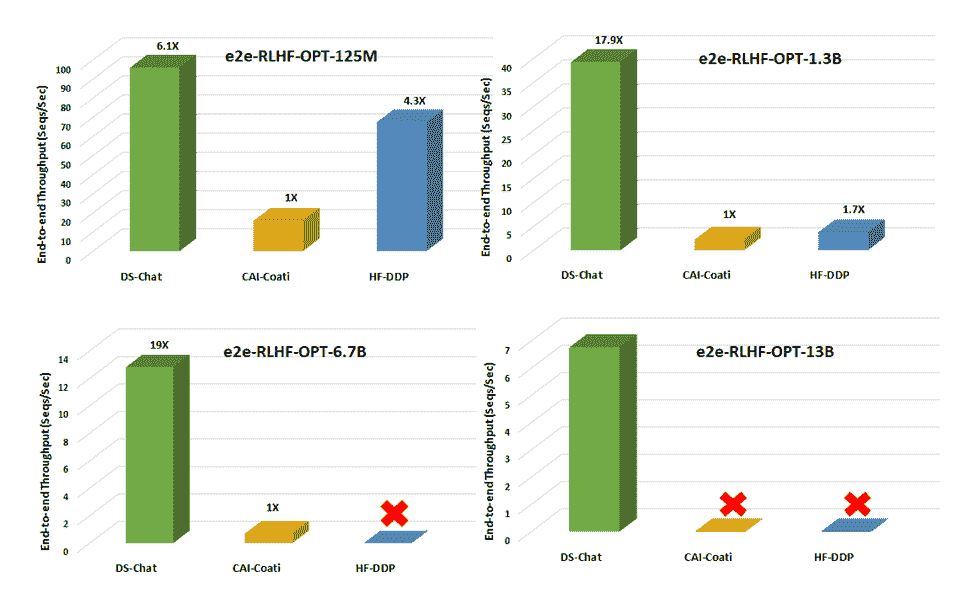 e2e-RLHF-OPT-125M
End-to-end Throughput (Seqs/Sec)
100
90
80
70
60
50
40
30
20
10
0
6.1X
1X
4.3X
DS-Chat
CAI-Coati
HF-DDP
e2e-RLHF-OPT-1.3B
End-to-end Throughput (Seqs/Sec)
40
35
30
25
20
15
10
5
0
17.9X
1X
1.7X
DS-Chat
CAI-Coati
HF-DDP
e2e-RLHF-OPT-6.7B
End-to-end Throughput (Seqs/Sec)
14
12
10
8
6
4
2
0
19X
1X
DS-Chat
CAI-Coati
HF-DDP
e2e-RLHF-OPT-13B
End-to-end Throughput (Seqs/Sec)
7
6
5
4
3
2
1
0
DS-Chat
CAI-Coati
HF-DDP